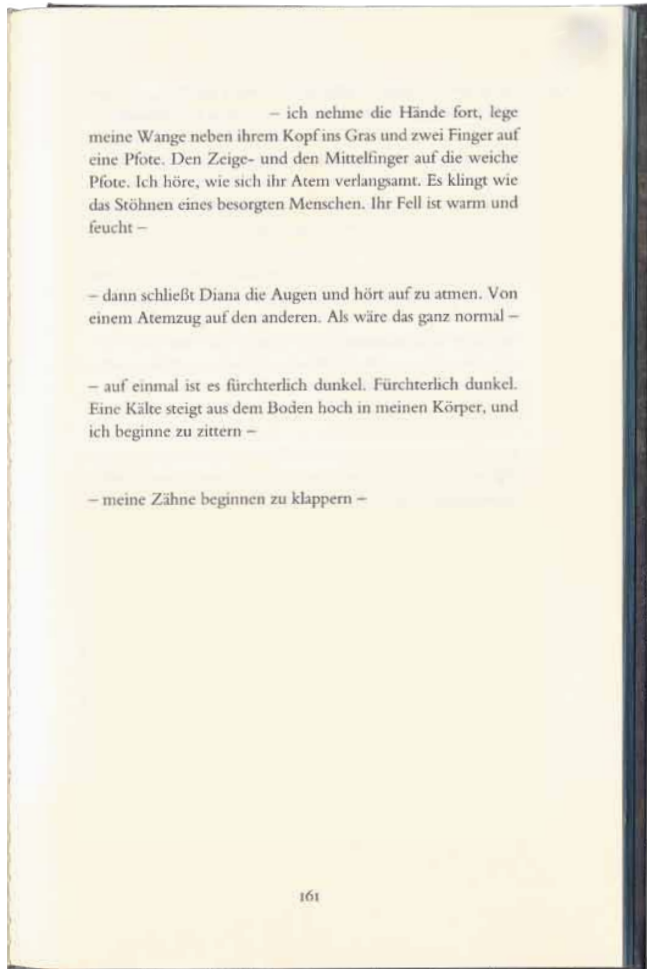 – ich nehme die Hände fort, lege
meine Wange neben ihrem Kopf ins Gras und zwei Finger auf
eine Pfote. Den Zeige- und den Mittelfinger auf die weiche
Pfote. Ich höre, wie sich ihr Atem verlangsamt. Es klingt wie
das Stöhnen eines besorgten Menschen. Ihr Fell ist warm und
feucht –
– dann schließt Diana die Augen und hört auf zu atmen. Von
einem Atemzug auf den anderen. Als wäre das ganz normal –
– auf einmal ist es fürchterlich dunkel. Fürchterlich dunkel.
Eine Kälte steigt aus dem Boden hoch in meinen Körper, und
ich beginne zu zittern –
– meine Zähne beginnen zu klappern –
161